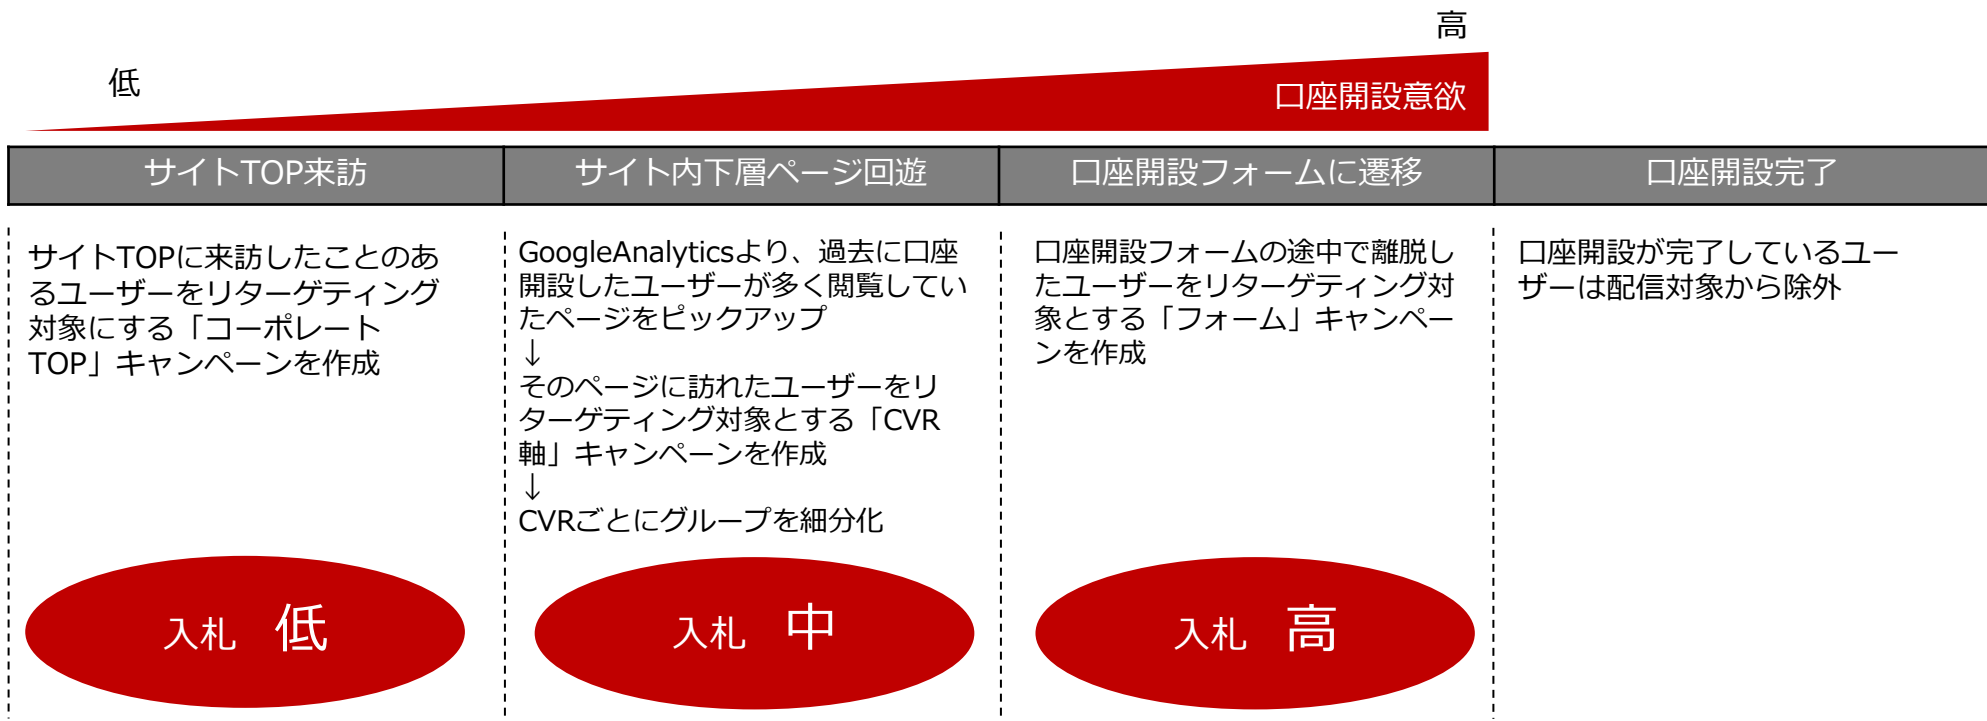 高
低
口座開設意欲
サイトTOP来訪
サイト内下層ページ回遊
口座開設フォームに遷移
口座開設完了
サイトTOPに来訪したことのあ
るユーザーをリターゲティング
対象にする「コーポレート
TOP」キャンペーンを作成
GoogleAnalyticsより、過去に口座
開設したユーザーが多く閲覧してい
たページをピックアップ
↓
そのページに訪れたユーザーをリ
ターゲティング対象とする「CVR
軸」キャンペーンを作成
↓
CVRごとにグループを細分化
口座開設フォームの途中で離脱し
たユーザーをリターゲティング対
象とする「フォーム」キャンペー
ンを作成
口座開設が完了しているユー
ザーは配信対象から除外
入札 低
入札 中
入札 高